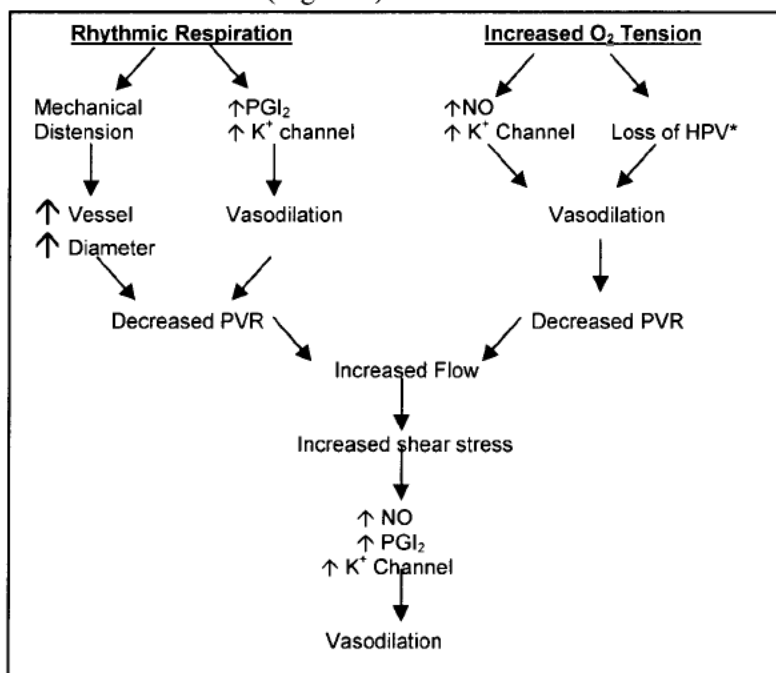 Rhythmic Respiration
Increased O₂ Tension
Mechanical
Distension
↑PGI₂
↑ K⁺ channel
↑NO
↑ K⁺ Channel
Loss of HPV*
↑ Vessel
↑ Diameter
Vasodilation
Vasodilation
Decreased PVR
Decreased PVR
Increased Flow
Increased shear stress
↑ NO
↑ PGI₂
↑ K⁺ Channel
Vasodilation